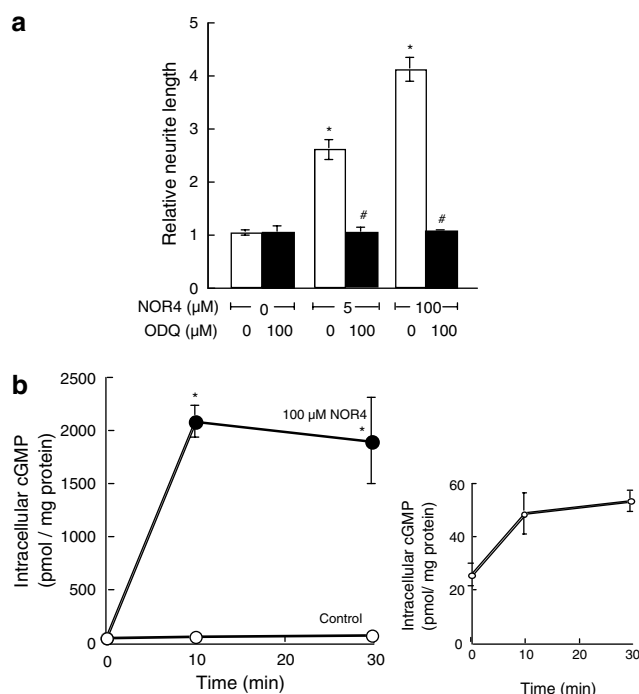 a
Relative neurite length
5
4
3
2
1
0
*
*
#
#
NOR4 (µM) 0 5 100
ODQ (µM) 0 100 0 100 0 100
b
Intracellular cGMP
(pmol / mg protein)
2500
2000
1500
1000
500
0
*
100 µM NOR4
*
Control
0 10 20 30
Time (min)
Intracellular cGMP
(pmol/ mg protein)
60
40
20
0
0 10 20 30
Time (min)